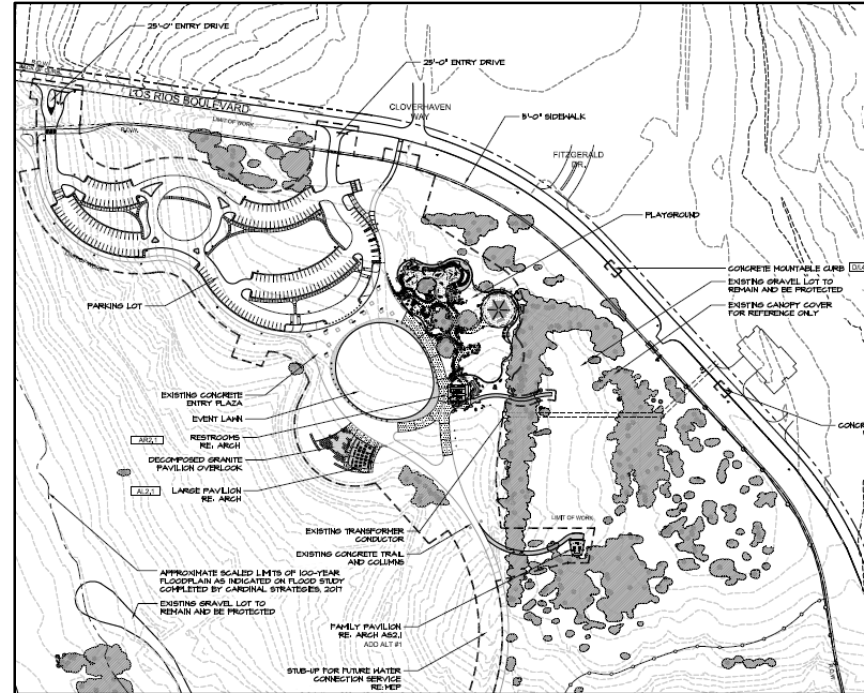 25'-0" ENTRY DRIVE
25'-0" ENTRY DRIVE
R.O.W.
LOS RIOS BOULEVARD
LIMIT OF WORK
R.O.W.
CLOVERHAVEN
WAY
5'-0" SIDEWALK
FITZGERALD
DR.
PLAYGROUND
CONCRETE MOUNTABLE CURB
EXISTING GRAVEL LOT TO
REMAIN AND BE PROTECTED
EXISTING CANOPY COVER
FOR REFERENCE ONLY
PARKING LOT
EXISTING CONCRETE
ENTRY PLAZA
EVENT LAWN
RESTROOMS
RE: ARCH
AR2.1
DECOMPOSED GRANITE
PAVILION OVERLOOK
LARGE PAVILION
RE: ARCH
AL2.1
CONCR
LIMIT OF WORK
EXISTING TRANSFORMER
CONDUCTOR
EXISTING CONCRETE TRAIL
AND COLUMNS
APPROXIMATE SCALED LIMITS OF 100-YEAR
FLOODPLAIN AS INDICATED ON FLOOD STUDY
COMPLETED BY CARDINAL STRATEGIES, 2017
EXISTING GRAVEL LOT TO
REMAIN AND BE PROTECTED
FAMILY PAVILION
RE: ARCH AS2.1
ADD ALT #1
STUB-UP FOR FUTURE WATER
CONNECTION SERVICE
RE:MEP